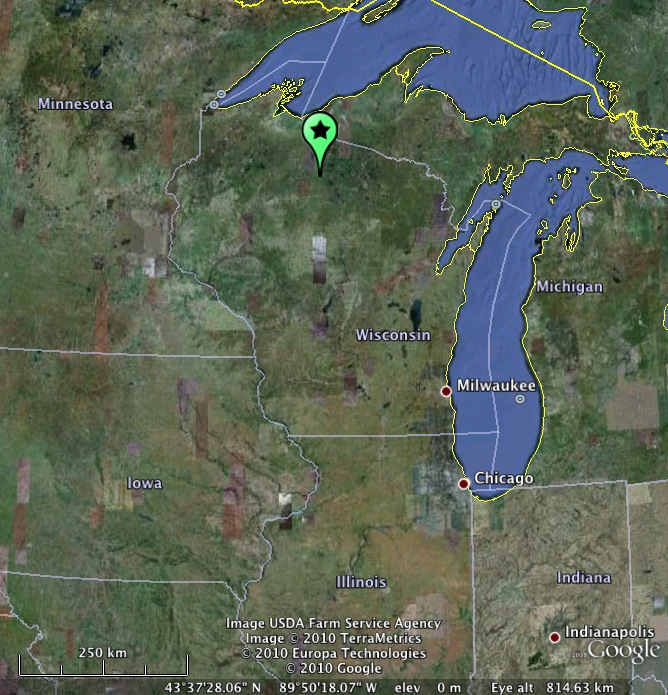 Minnesota
Michigan
Wisconsin
Milwaukee
Chicago
Iowa
Illinois
Indiana
Indianapolis
Image USDA Farm Service Agency
Image © 2010 TerraMetrics
© 2010 Europa Technologies
© 2010 Google
Google
250 km
43°37'28.06" N 89°50'18.07" W elev 0 m Eye alt 814.63 km